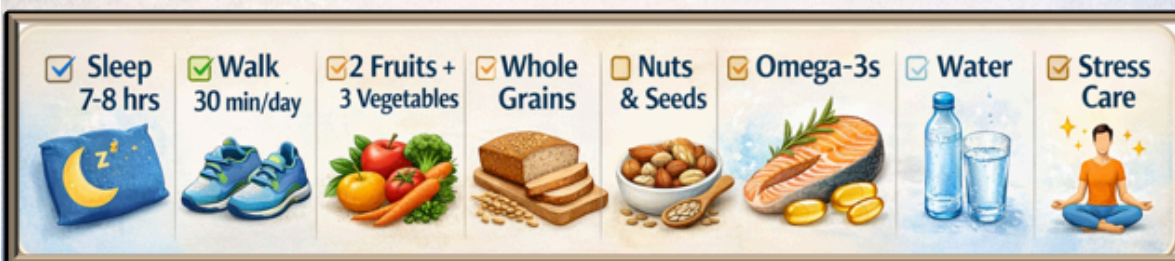 Sleep
7-8 hrs
Walk
30 min/day
2 Fruits +
3 Vegetables
Whole
Grains
Nuts
& Seeds
Omega-3s
Water
Stress
Care
zz